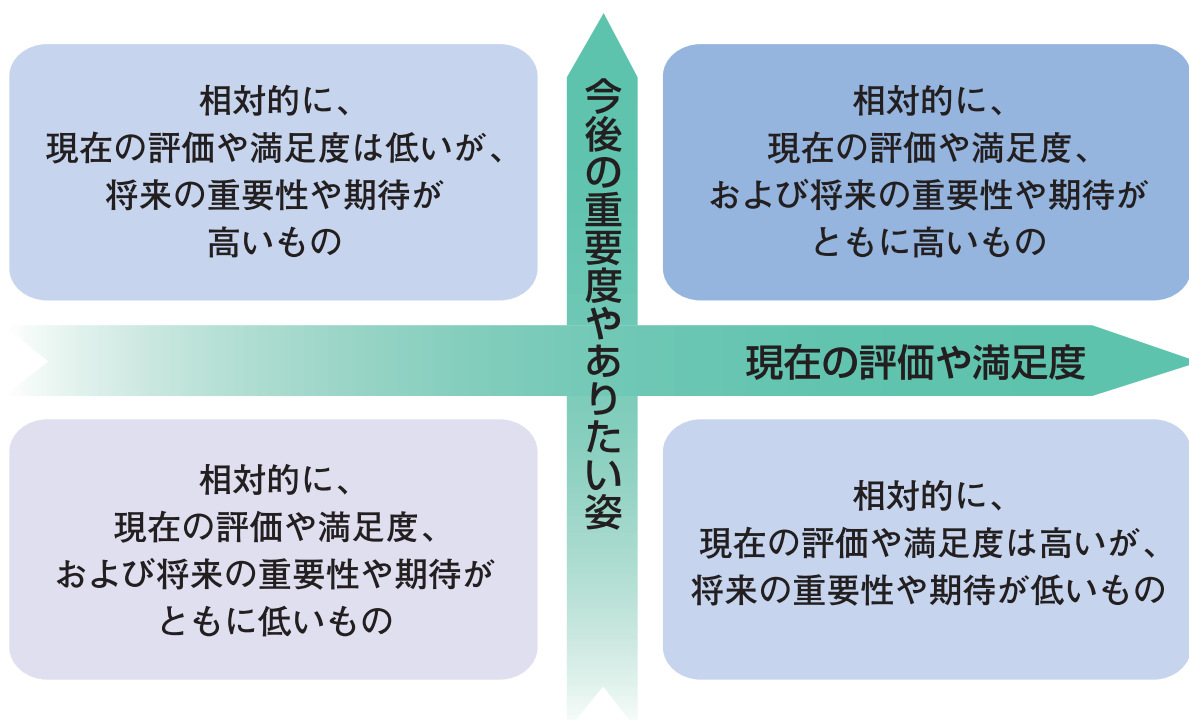 相対的に、
現在の評価や満足度は低いが、
将来の重要性や期待が
高いもの
今後の重要度やありたい姿
相対的に、
現在の評価や満足度、
および将来の重要性や期待が
ともに高いもの
現在の評価や満足度
相対的に、
現在の評価や満足度、
および将来の重要性や期待が
ともに低いもの
相対的に、
現在の評価や満足度は高いが、
将来の重要性や期待が低いもの